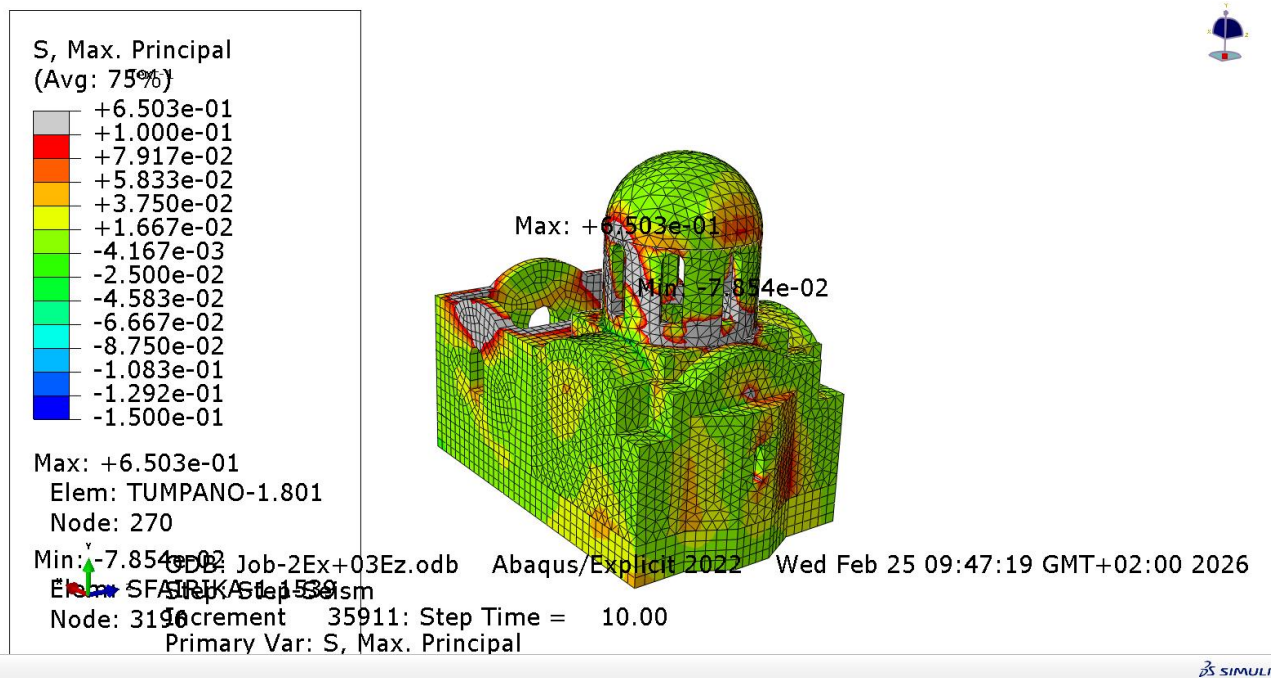 S, Max. Principal
(Avg: 75%)
+6.503e-01
+1.000e-01
+7.917e-02
+5.833e-02
+3.750e-02
+1.667e-02
-4.167e-03
-2.500e-02
-4.583e-02
-6.667e-02
-8.750e-02
-1.083e-01
-1.292e-01
-1.500e-01
Max: +6.503e-01
Elem: TUMPANO-1.801
Node: 270
Min: -7.854e-02
Elem: SFAIRIKA-1.1539
Node: 3196
Max: +6.503e-01
Min: -7.854e-02
ODB: Job-2Ex+03Ez.odb Abaqus/Explicit 2022 Wed Feb 25 09:47:19 GMT+02:00 2026
Step: Step-Seism
Increment 35911: Step Time = 10.00
Primary Var: S, Max. Principal
Y